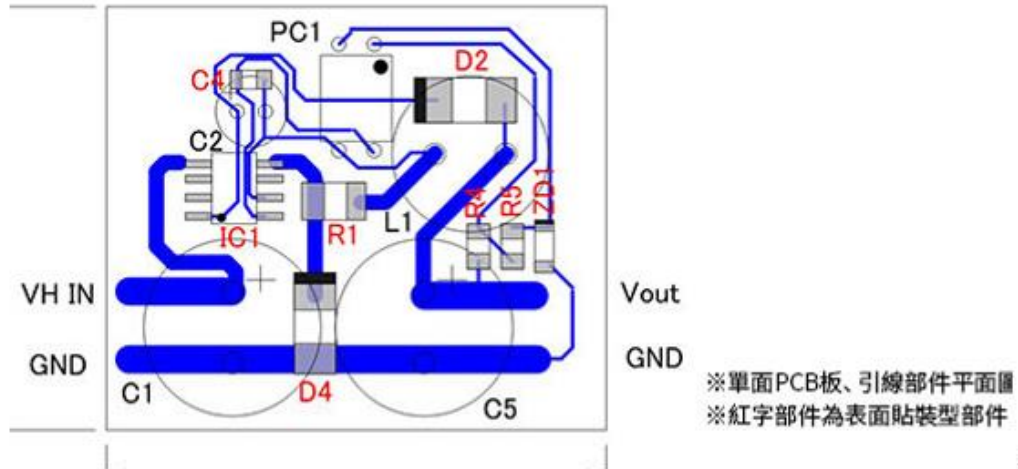 PC1
D2
C4
C2
R4
R5
ZD1
IC1
R1
L1
VH IN
Vout
GND
GND
C1
D4
C5
※單面PCB板、引線部件平面圖
※紅字部件為表面貼裝型部件